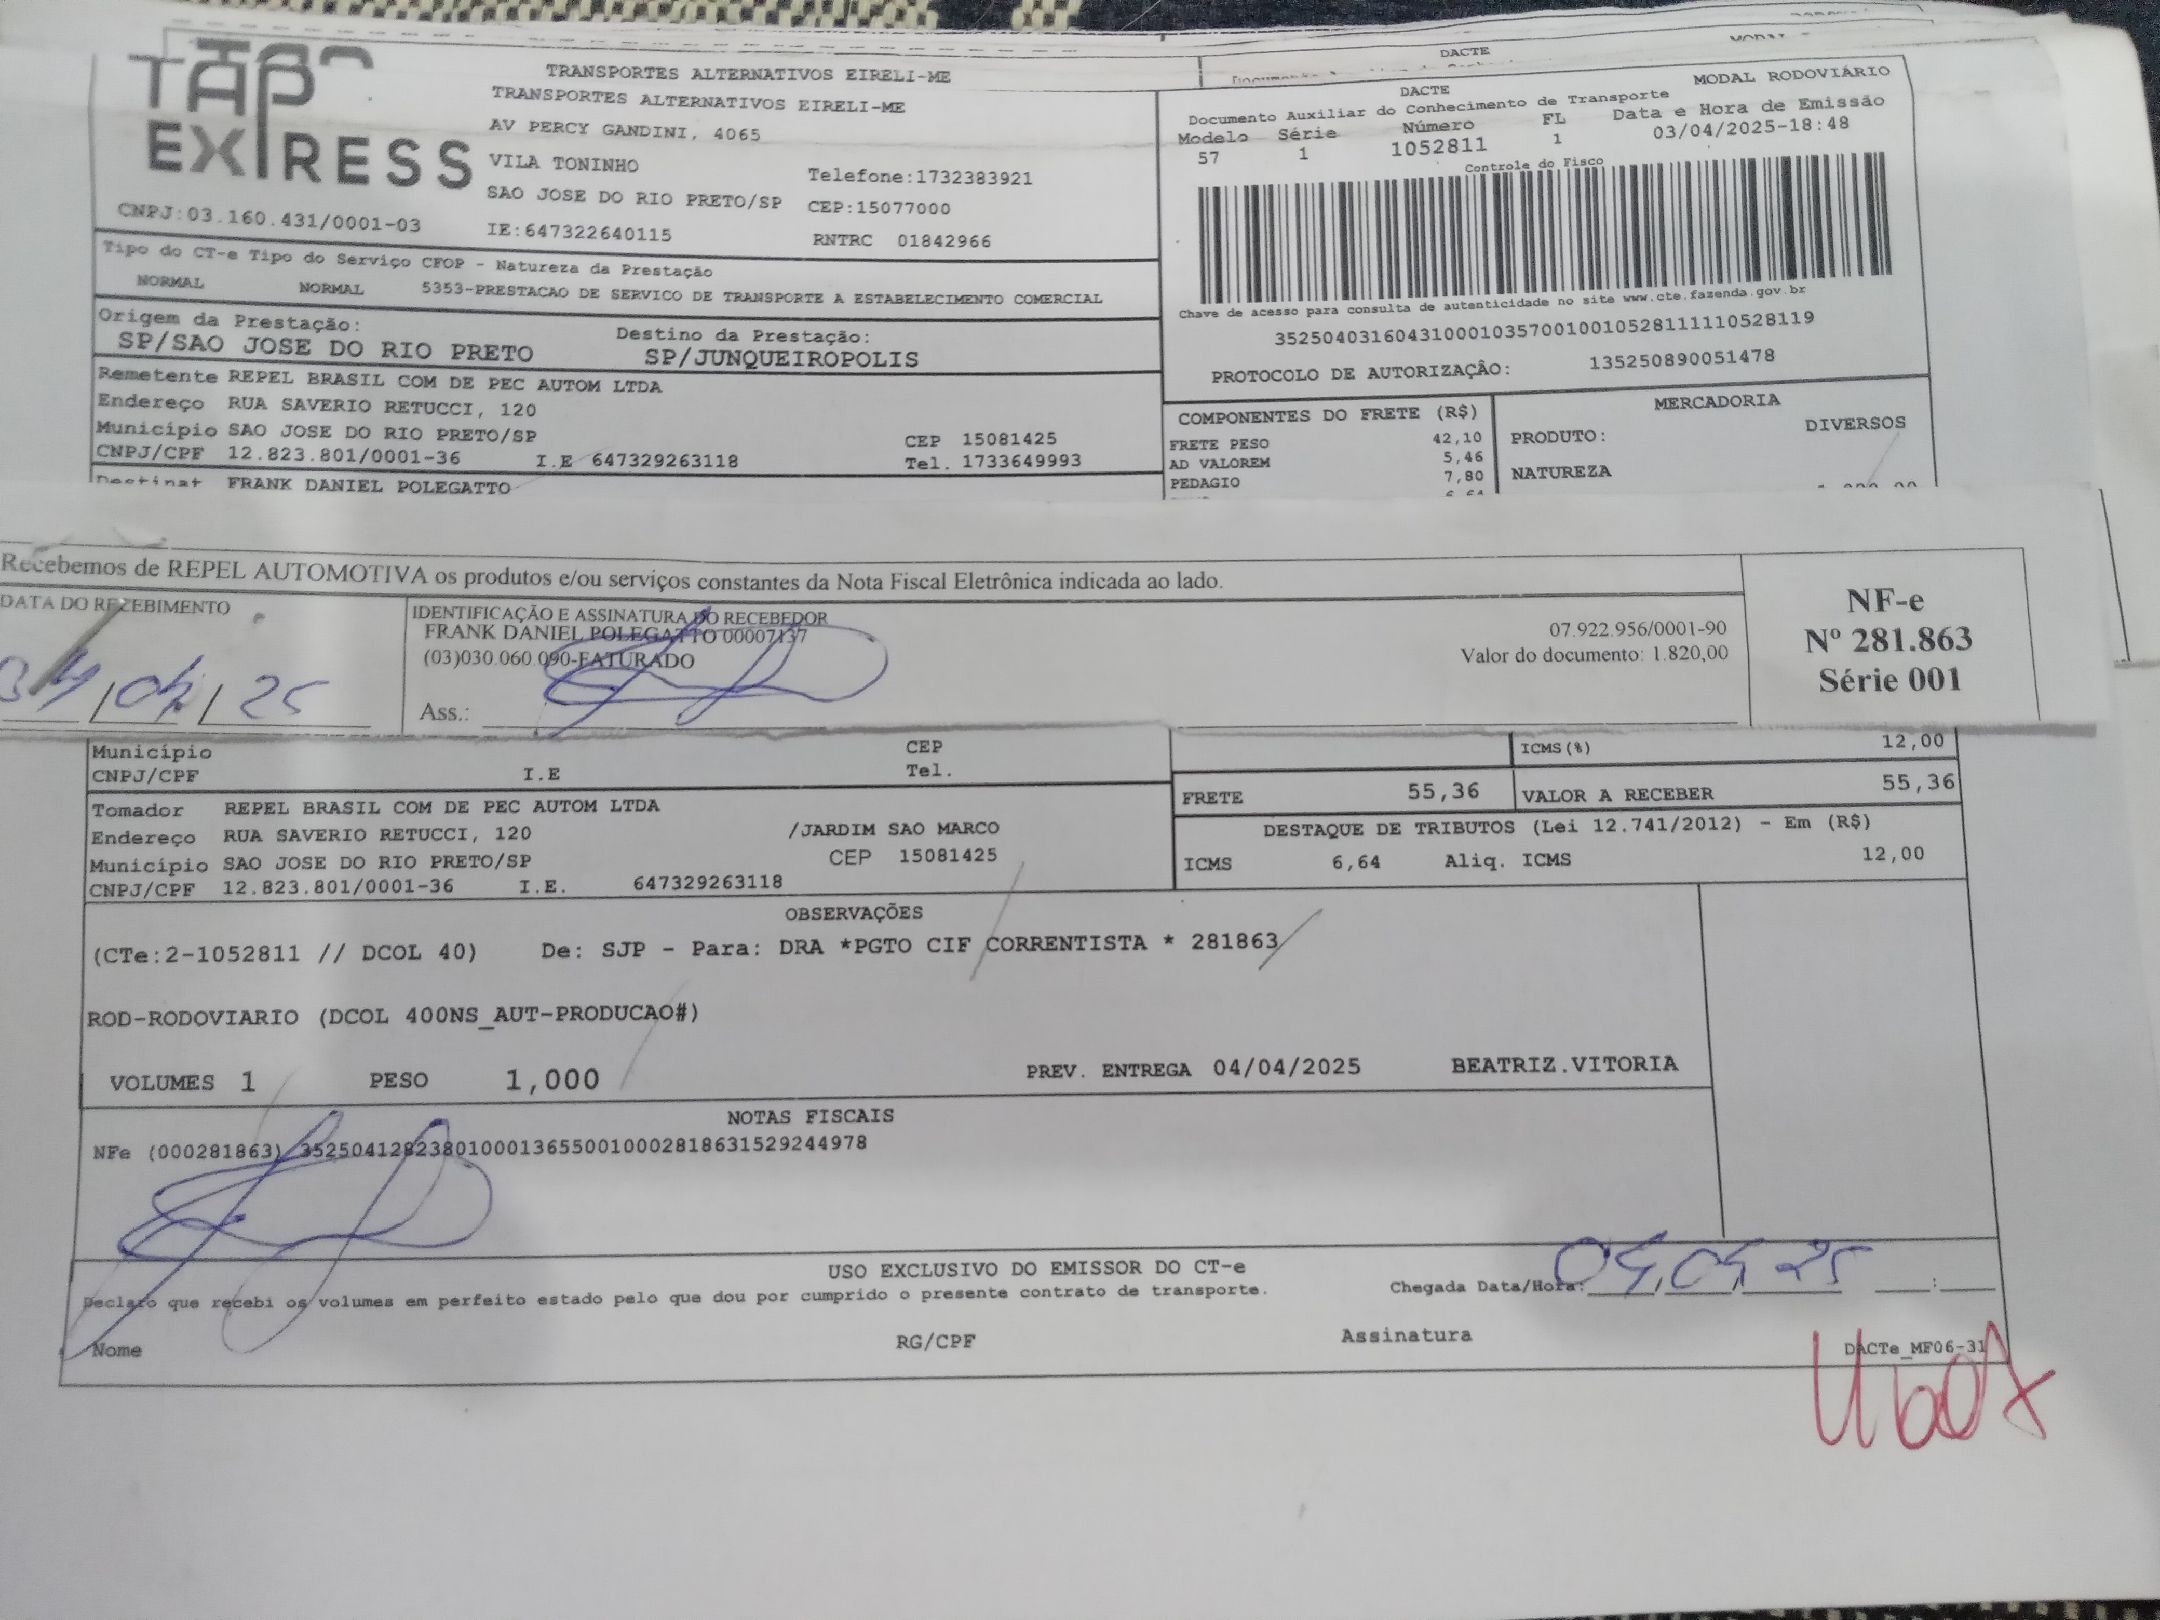 TAP EXPRESS
TRANSPORTES ALTERNATIVOS EIRELI-ME
TRANSPORTES ALTERNATIVOS EIRELI-ME
AV PERCY GANDINI, 4065
VILA TONINHO Telefone:1732383921
SAO JOSE DO RIO PRETO/SP CEP:15077000
CNPJ:03.160.431/0001-03 IE:647322640115 RNTRC 01842966
DACTE
DACTE MODAL RODOVIÁRIO
Documento Auxiliar do Conhecimento de Transporte
Modelo Série Número FL Data e Hora de Emissão
57 1 1052811 1 03/04/2025-18:48
Controle do Fisco
Chave de acesso para consulta de autenticidade no site www.cte.fazenda.gov.br
35250403160431000103570010010528111110528119
PROTOCOLO DE AUTORIZAÇÂO: 135250890051478
Tipo do CT-e Tipo do Serviço CFOP - Natureza da Prestação
NORMAL NORMAL 5353-PRESTACAO DE SERVICO DE TRANSPORTE A ESTABELECIMENTO COMERCIAL
Origem da Prestação: Destino da Prestação:
SP/SAO JOSE DO RIO PRETO SP/JUNQUEIROPOLIS
Remetente REPEL BRASIL COM DE PEC AUTOM LTDA
Endereço RUA SAVERIO RETUCCI, 120
Município SAO JOSE DO RIO PRETO/SP CEP 15081425
CNPJ/CPF 12.823.801/0001-36 I.E 647329263118 Tel. 1733649993
Destinat FRANK DANIEL POLEGATTO
COMPONENTES DO FRETE (R$)
FRETE PESO 42,10
AD VALOREM 5,46
PEDAGIO 7,80
6,64
MERCADORIA
PRODUTO: DIVERSOS
NATUREZA
Recebemos de REPEL AUTOMOTIVA os produtos e/ou serviços constantes da Nota Fiscal Eletrônica indicada ao lado.
DATA DO RECEBIMENTO
04/04/25
IDENTIFICAÇÃO E ASSINATURA DO RECEBEDOR
FRANK DANIEL POLEGATTO 00007137 07.922.956/0001-90
(03)030.060.090-FATURADO Valor do documento: 1.820,00
Ass.:
NF-e
Nº 281.863
Série 001
Município CEP
CNPJ/CPF I.E Tel.
ICMS(%) 12,00
FRETE 55,36 VALOR A RECEBER 55,36
Tomador REPEL BRASIL COM DE PEC AUTOM LTDA
Endereço RUA SAVERIO RETUCCI, 120 /JARDIM SAO MARCO
Município SAO JOSE DO RIO PRETO/SP CEP 15081425
CNPJ/CPF 12.823.801/0001-36 I.E. 647329263118
DESTAQUE DE TRIBUTOS (Lei 12.741/2012) - Em (R$)
ICMS 6,64 Aliq. ICMS 12,00
OBSERVAÇÕES
(CTe:2-1052811 // DCOL 40) De: SJP - Para: DRA *PGTO CIF CORRENTISTA * 281863
ROD-RODOVIARIO (DCOL 400NS_AUT-PRODUCAO#)
VOLUMES 1 PESO 1,000 PREV. ENTREGA 04/04/2025 BEATRIZ.VITORIA
NOTAS FISCAIS
NFe (000281863) 35250412823801000136550010002818631529244978
USO EXCLUSIVO DO EMISSOR DO CT-e
Declaro que recebi os volumes em perfeito estado pelo que dou por cumprido o presente contrato de transporte. Chegada Data/Hora: 04 04 25 :
Nome RG/CPF Assinatura DACTe_MF06-31